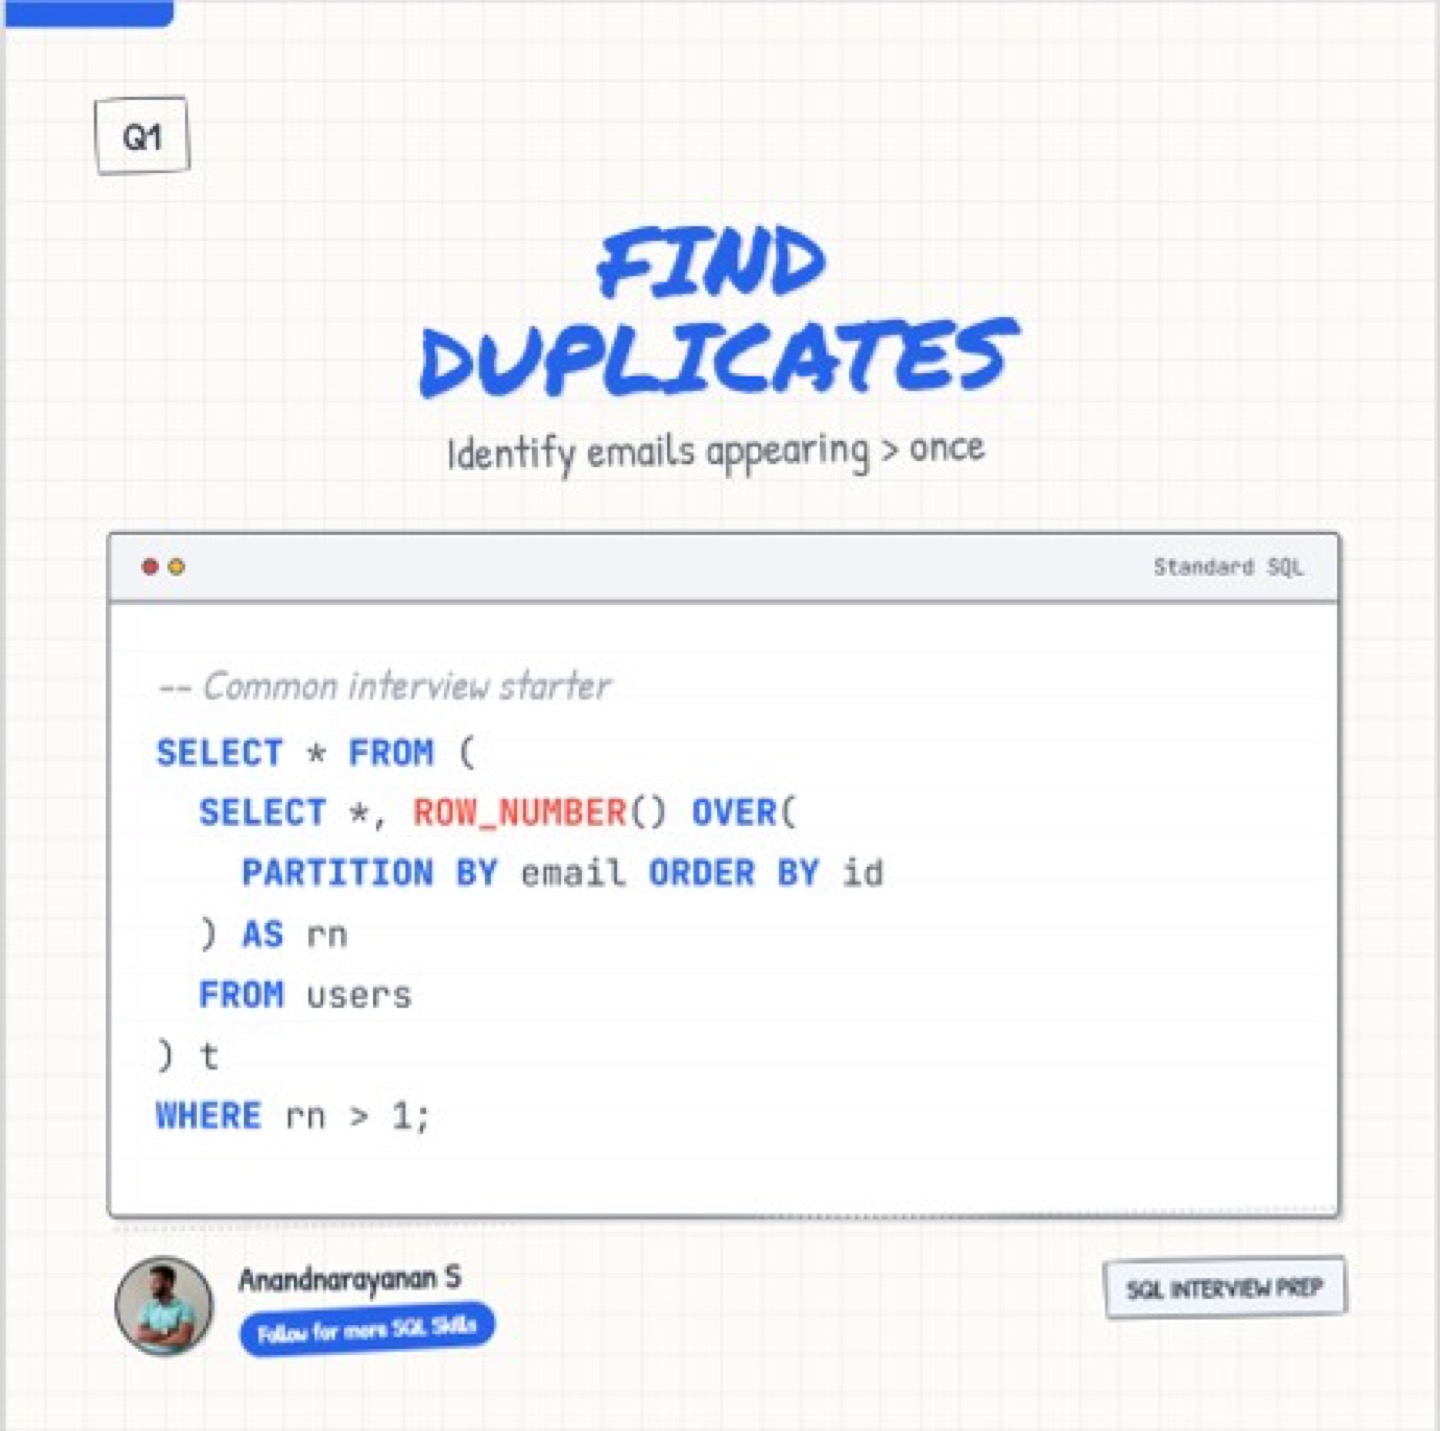 Q1
FIND
DUPLICATES
Identify emails appearing > once
Standard SQL
-- Common interview starter
SELECT * FROM (
  SELECT *, ROW_NUMBER() OVER(
    PARTITION BY email ORDER BY id
  ) AS rn
  FROM users
) t
WHERE rn > 1;
Anandnarayanan S
Follow for more SQL Skills
SQL INTERVIEW PREP